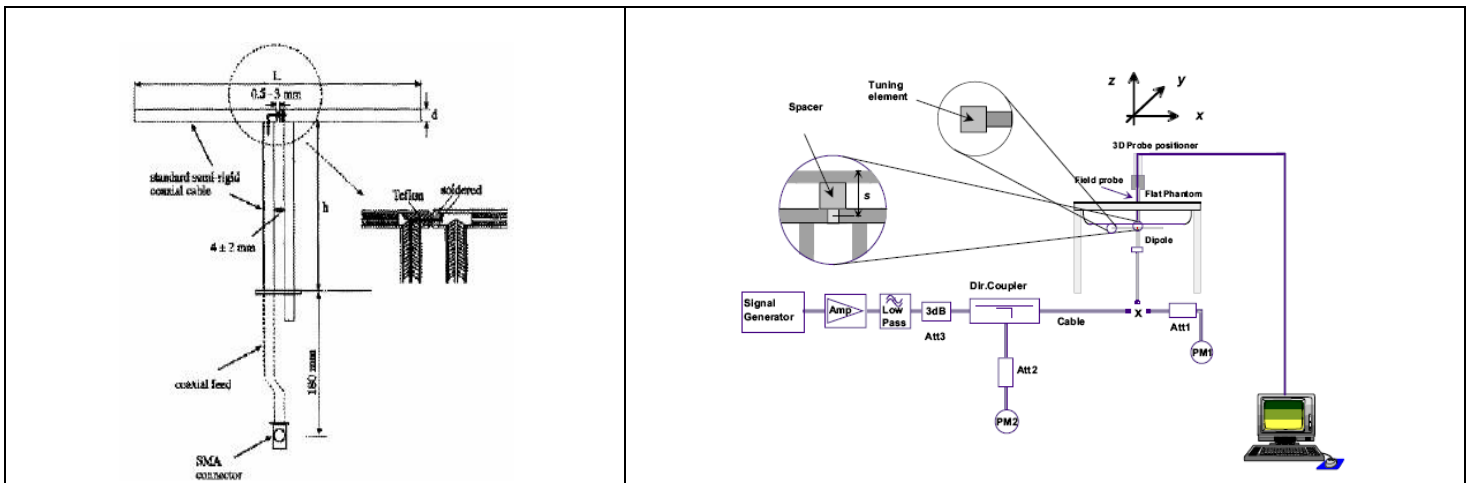 L
0.5-3 mm
d
standard semi-rigid
coaxial cable
h
Teflon
soldered
4 ± 2 mm
coaxial feed
180 mm
SMA
connector
z
y
x
Tuning
element
Spacer
s
3D Probe positioner
Field probe
Flat Phantom
Dipole
Signal
Generator
Amp
Low
Pass
3dB
Att3
Dir.Coupler
Cable
x
Att1
PM1
Att2
PM2